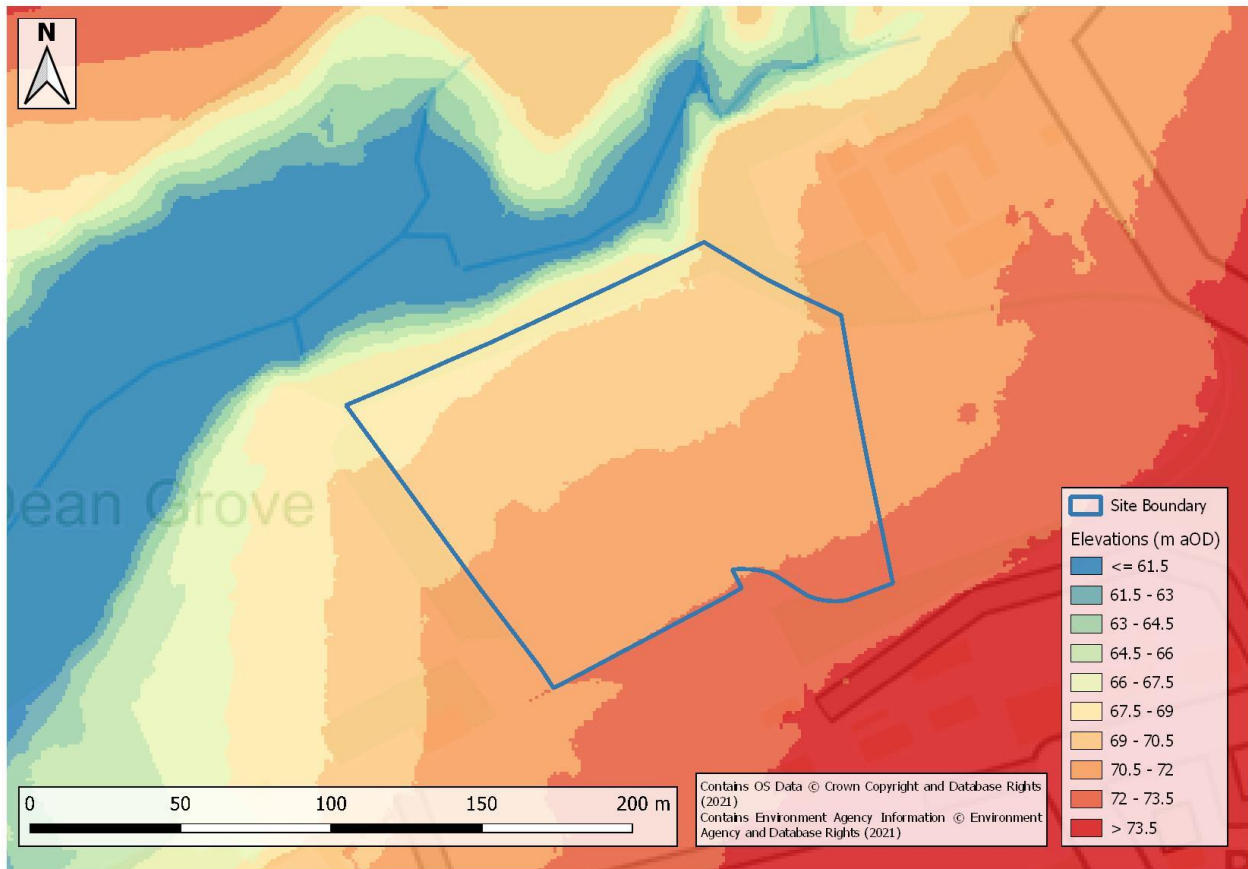 N
Dean Grove
Site Boundary
Elevations (m aOD)
<= 61.5
61.5 - 63
63 - 64.5
64.5 - 66
66 - 67.5
67.5 - 69
69 - 70.5
70.5 - 72
72 - 73.5
> 73.5
0 50 100 150 200 m
Contains OS Data © Crown Copyright and Database Rights
(2021)
Contains Environment Agency Information © Environment
Agency and Database Rights (2021)